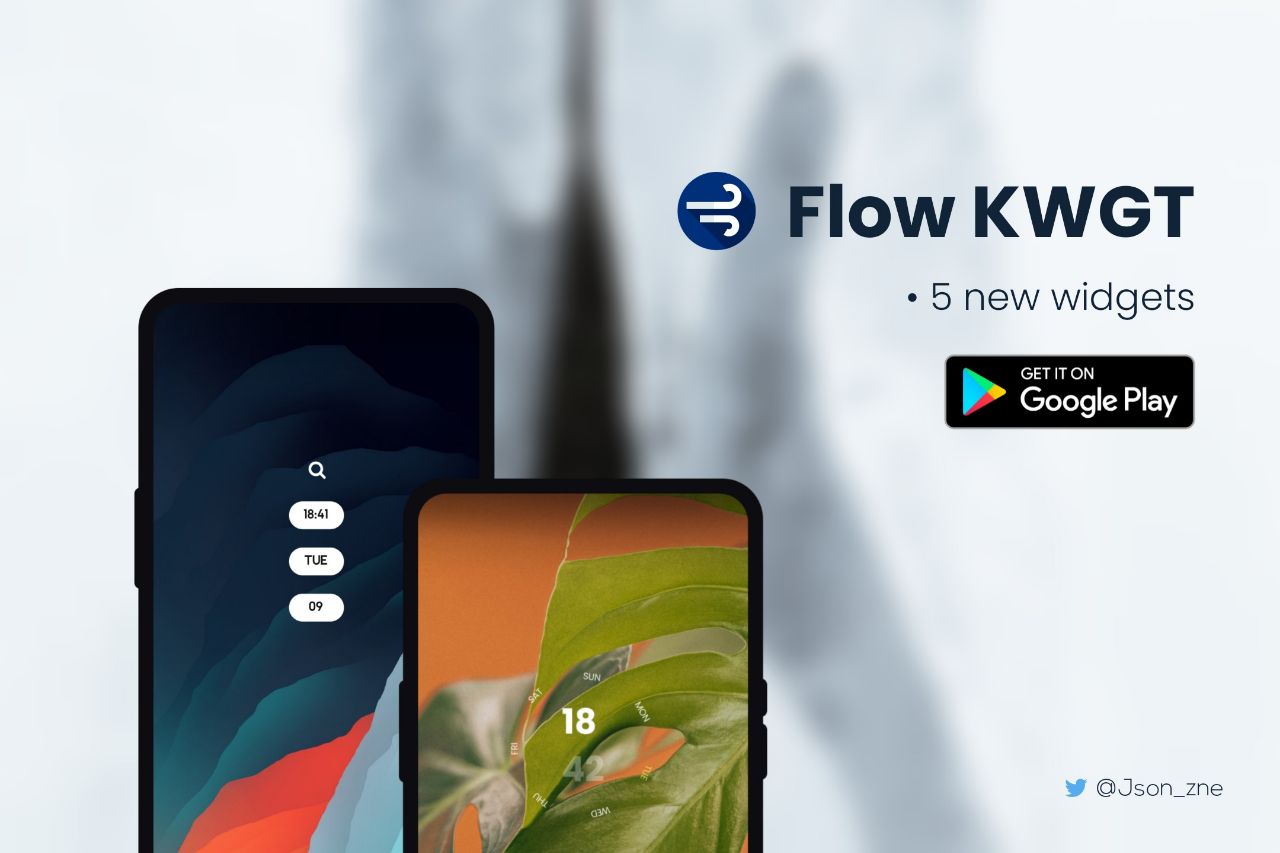 Flow KWGT
• 5 new widgets
GET IT ON
Google Play
18:41
TUE
09
SUN
MON
TUE
WED
THU
FRI
SAT
18
42
@Json_zne